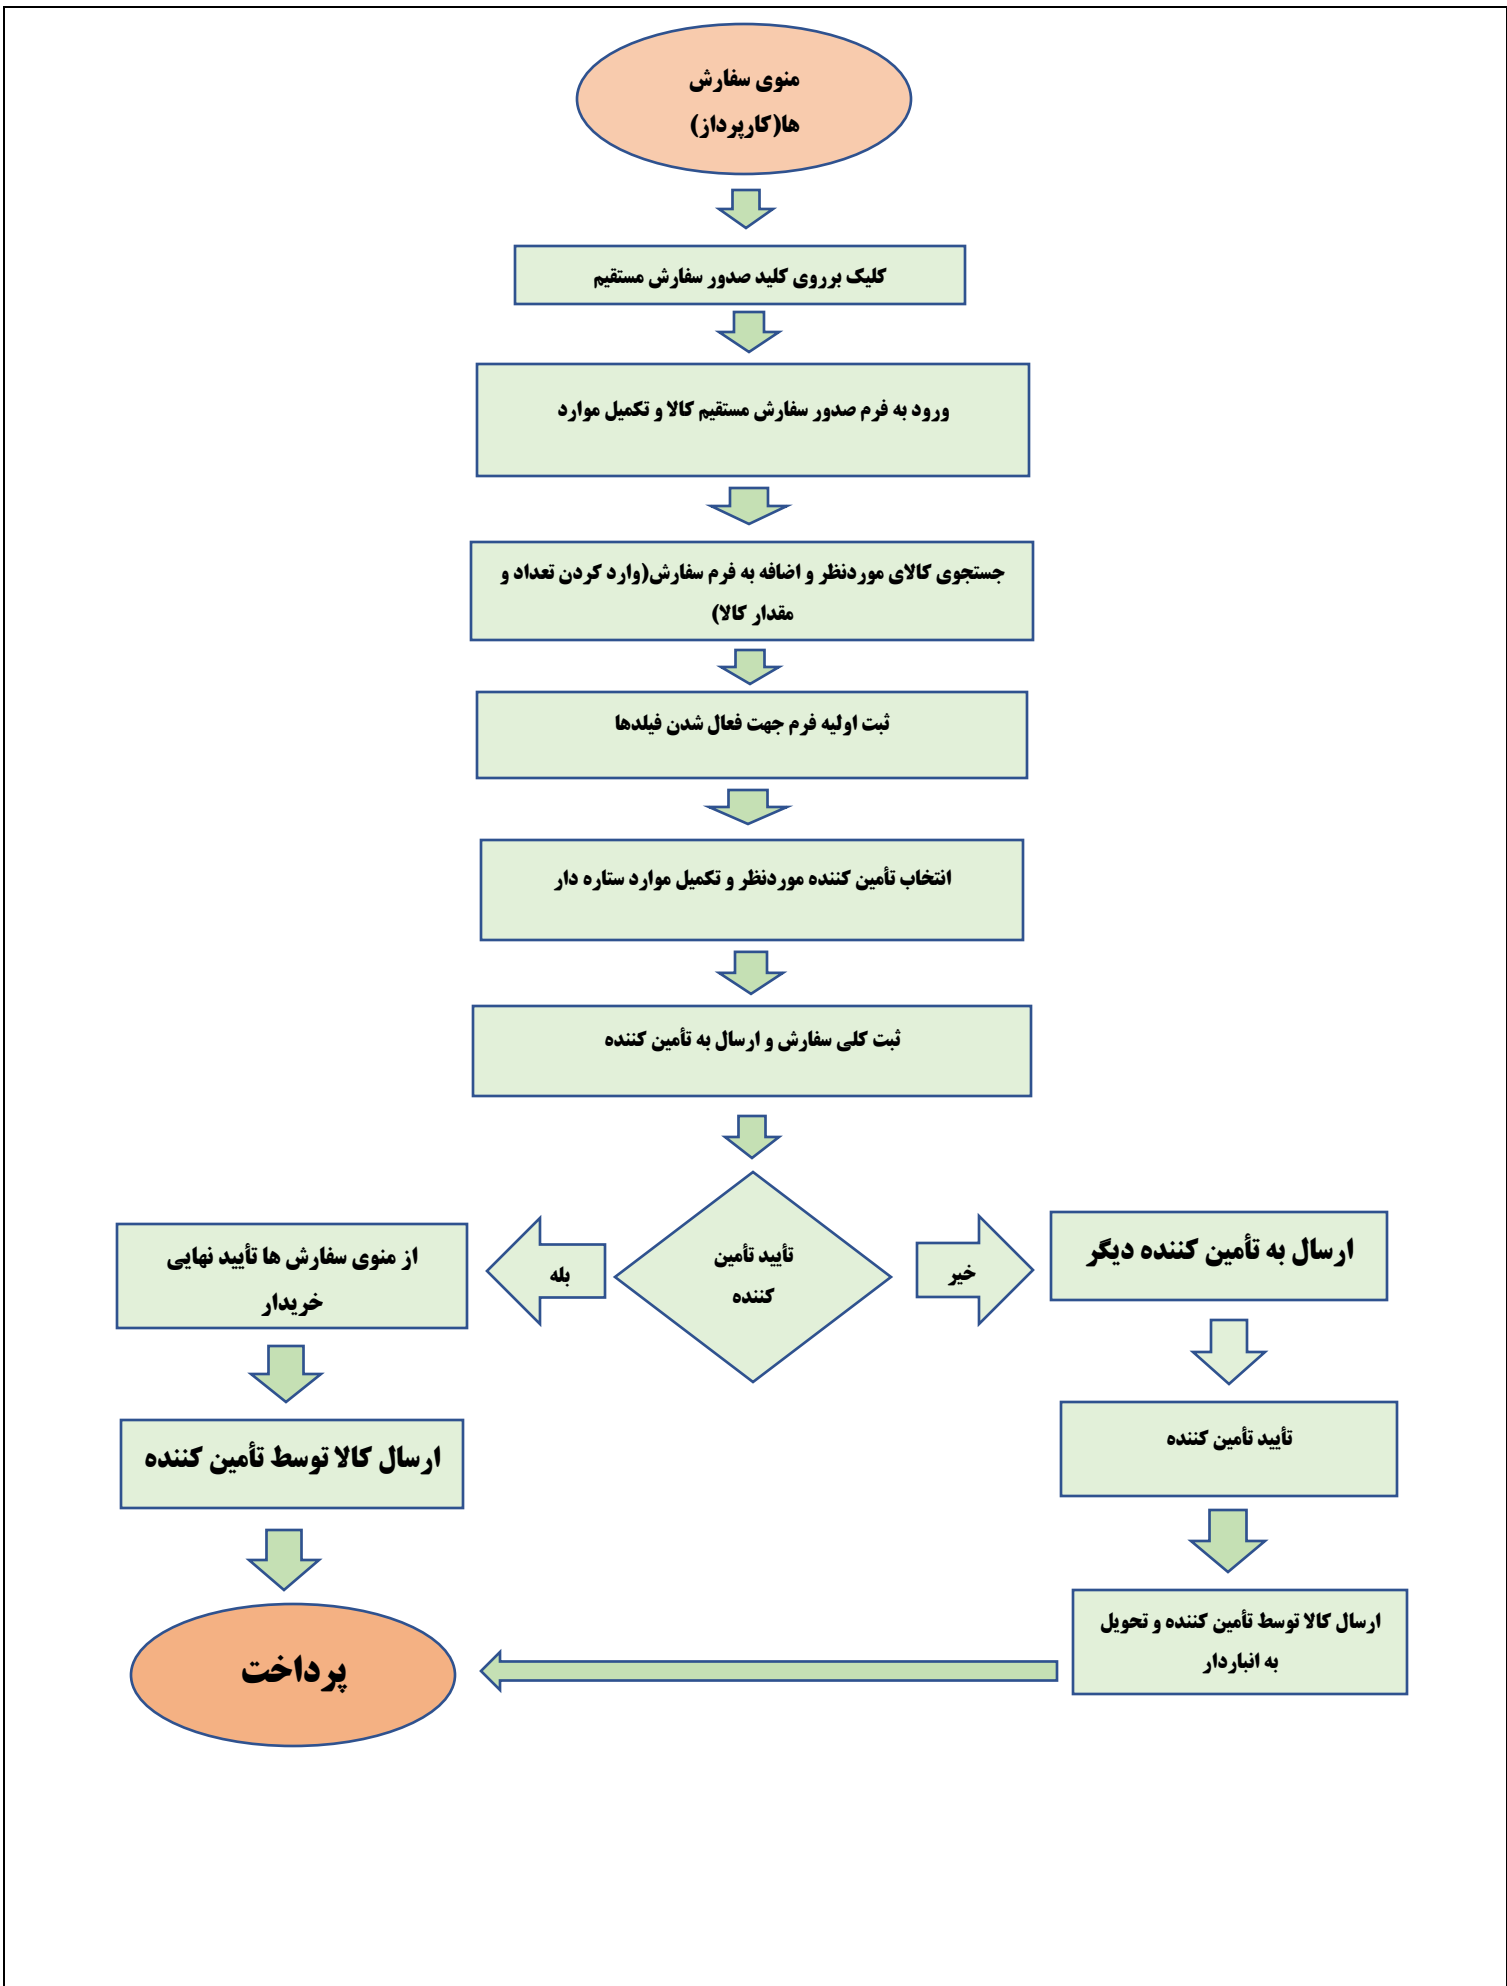 منوی سفارش
ها(کارپرداز)
کلیک برروی کلید صدور سفارش مستقیم
ورود به فرم صدور سفارش مستقیم کالا و تکمیل موارد
جستجوی کالای موردنظر و اضافه به فرم سفارش(وارد کردن تعداد و
مقدار کالا)
ثبت اولیه فرم جهت فعال شدن فیلدها
انتخاب تأمین کننده موردنظر و تکمیل موارد ستاره دار
ثبت کلی سفارش و ارسال به تأمین کننده
تأیید تأمین
کننده
خیر
ارسال به تأمین کننده دیگر
تأیید تأمین کننده
ارسال کالا توسط تأمین کننده و تحویل
به انباردار
بله
از منوی سفارش ها تأیید نهایی
خریدار
ارسال کالا توسط تأمین کننده
پرداخت